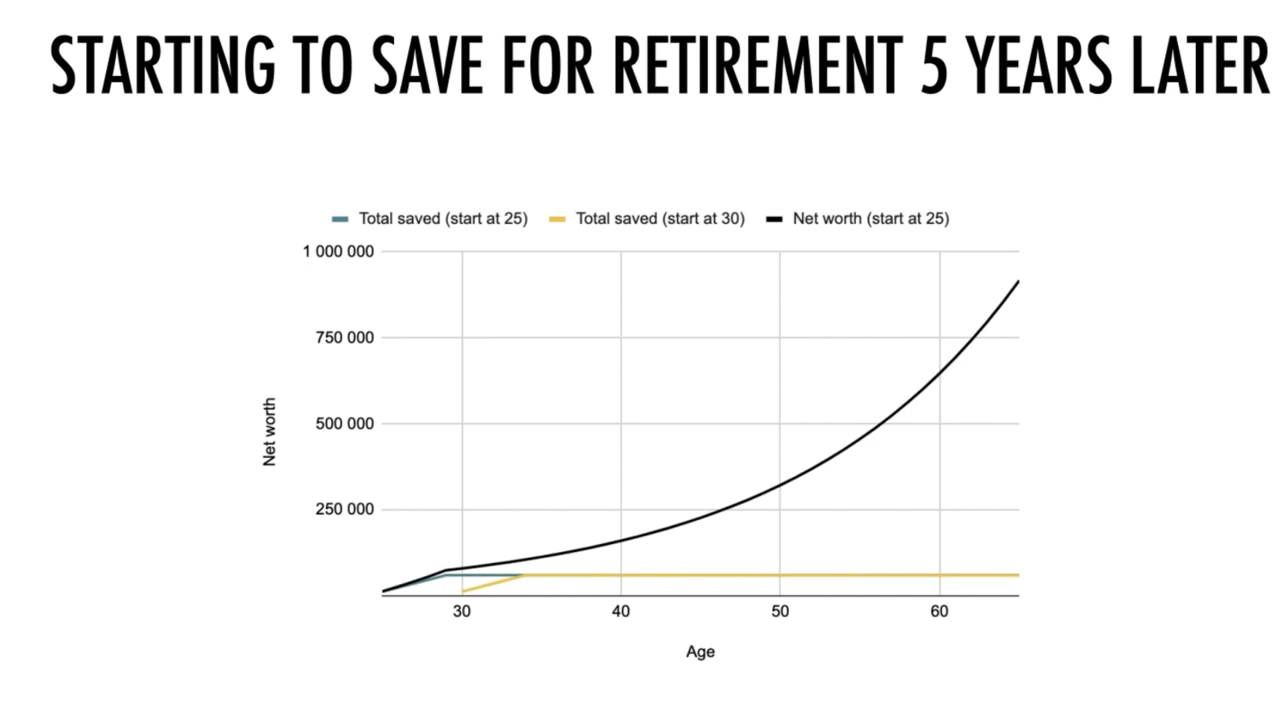 STARTING TO SAVE FOR RETIREMENT 5 YEARS LATER
Total saved (start at 25) Total saved (start at 30) Net worth (start at 25)
1 000 000
750 000
500 000
250 000
Net worth
30 40 50 60
Age